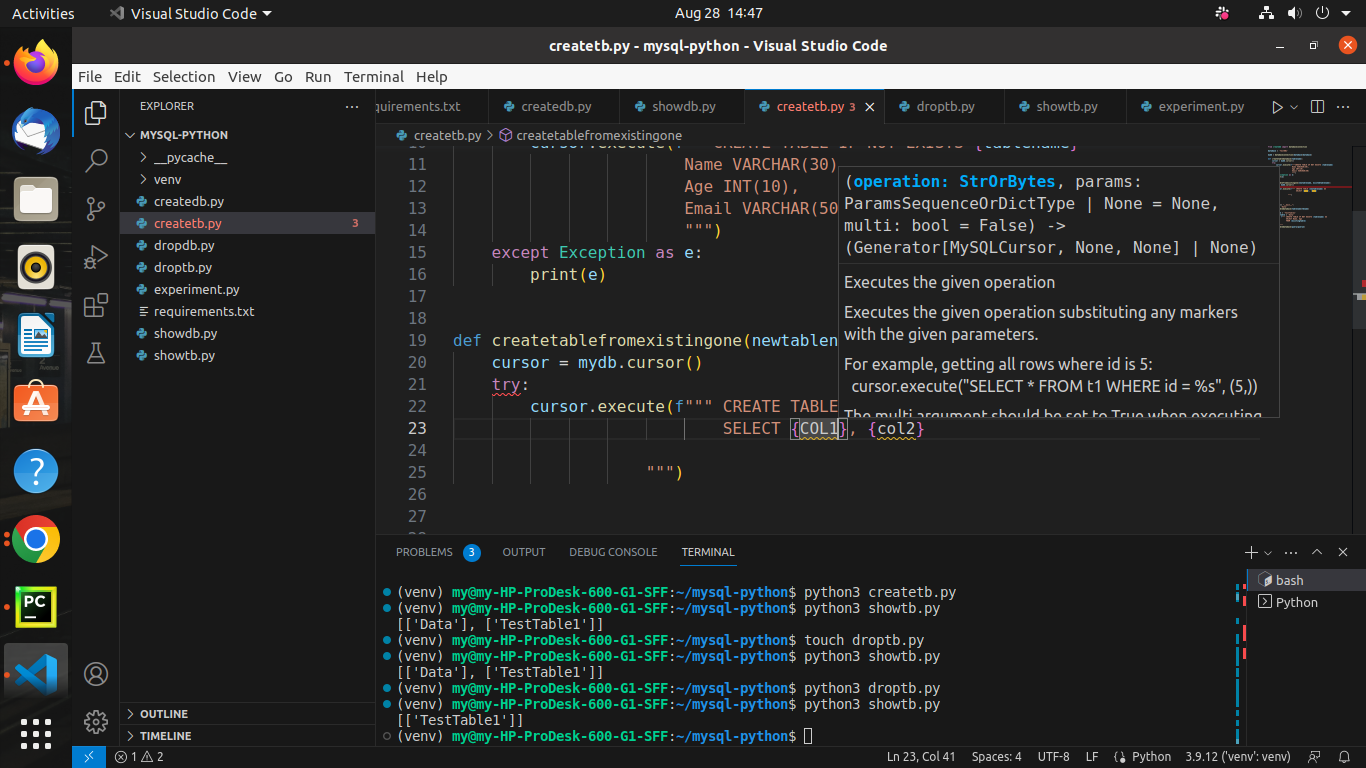 Activities
Visual Studio Code
Aug 28 14:47
createtb.py - mysql-python - Visual Studio Code
File Edit Selection View Go Run Terminal Help
EXPLORER
MYSQL-PYTHON
__pycache__
venv
createdb.py
createtb.py 3
dropdb.py
droptb.py
experiment.py
requirements.txt
showdb.py
showtb.py
OUTLINE
TIMELINE
quirements.txt
createdb.py
showdb.py
createtb.py 3
droptb.py
showtb.py
experiment.py
createtb.py > createtablefromexistingone
11 Name VARCHAR(30)
12 Age INT(10),
13 Email VARCHAR(50
14 """)
15 except Exception as e:
16 print(e)
17
18
19 def createtablefromexistingone(newtablen
20 cursor = mydb.cursor()
21 try:
22 cursor.execute(f""" CREATE TABLE
23 SELECT {COL1}, {col2}
24
25 """)
26
27
(operation: StrOrBytes, params:
ParamsSequenceOrDictType | None = None,
multi: bool = False) ->
(Generator[MySQLCursor, None, None] | None)
Executes the given operation
Executes the given operation substituting any markers
with the given parameters.
For example, getting all rows where id is 5:
cursor.execute("SELECT * FROM t1 WHERE id = %s", (5,))
The multi argument should be set to True when executing
PROBLEMS 3 OUTPUT DEBUG CONSOLE TERMINAL
(venv) my@my-HP-ProDesk-600-G1-SFF:~/mysql-python$ python3 createtb.py
(venv) my@my-HP-ProDesk-600-G1-SFF:~/mysql-python$ python3 showtb.py
[['Data'], ['TestTable1']]
(venv) my@my-HP-ProDesk-600-G1-SFF:~/mysql-python$ touch droptb.py
(venv) my@my-HP-ProDesk-600-G1-SFF:~/mysql-python$ python3 showtb.py
[['Data'], ['TestTable1']]
(venv) my@my-HP-ProDesk-600-G1-SFF:~/mysql-python$ python3 droptb.py
(venv) my@my-HP-ProDesk-600-G1-SFF:~/mysql-python$ python3 showtb.py
[['TestTable1']]
(venv) my@my-HP-ProDesk-600-G1-SFF:~/mysql-python$
bash
Python
1 2
Ln 23, Col 41 Spaces: 4 UTF-8 LF Python 3.9.12 ('venv': venv)
PC